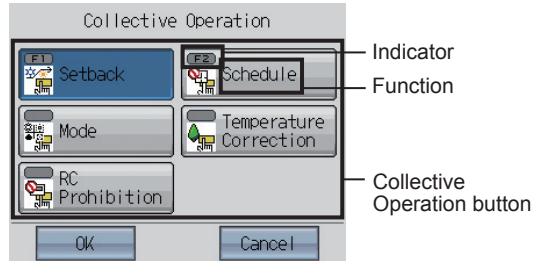 Collective Operation
F1
Setback
F2
Schedule
Indicator
Function
Mode
Temperature
Correction
RC
Prohibition
Collective
Operation button
OK
Cancel